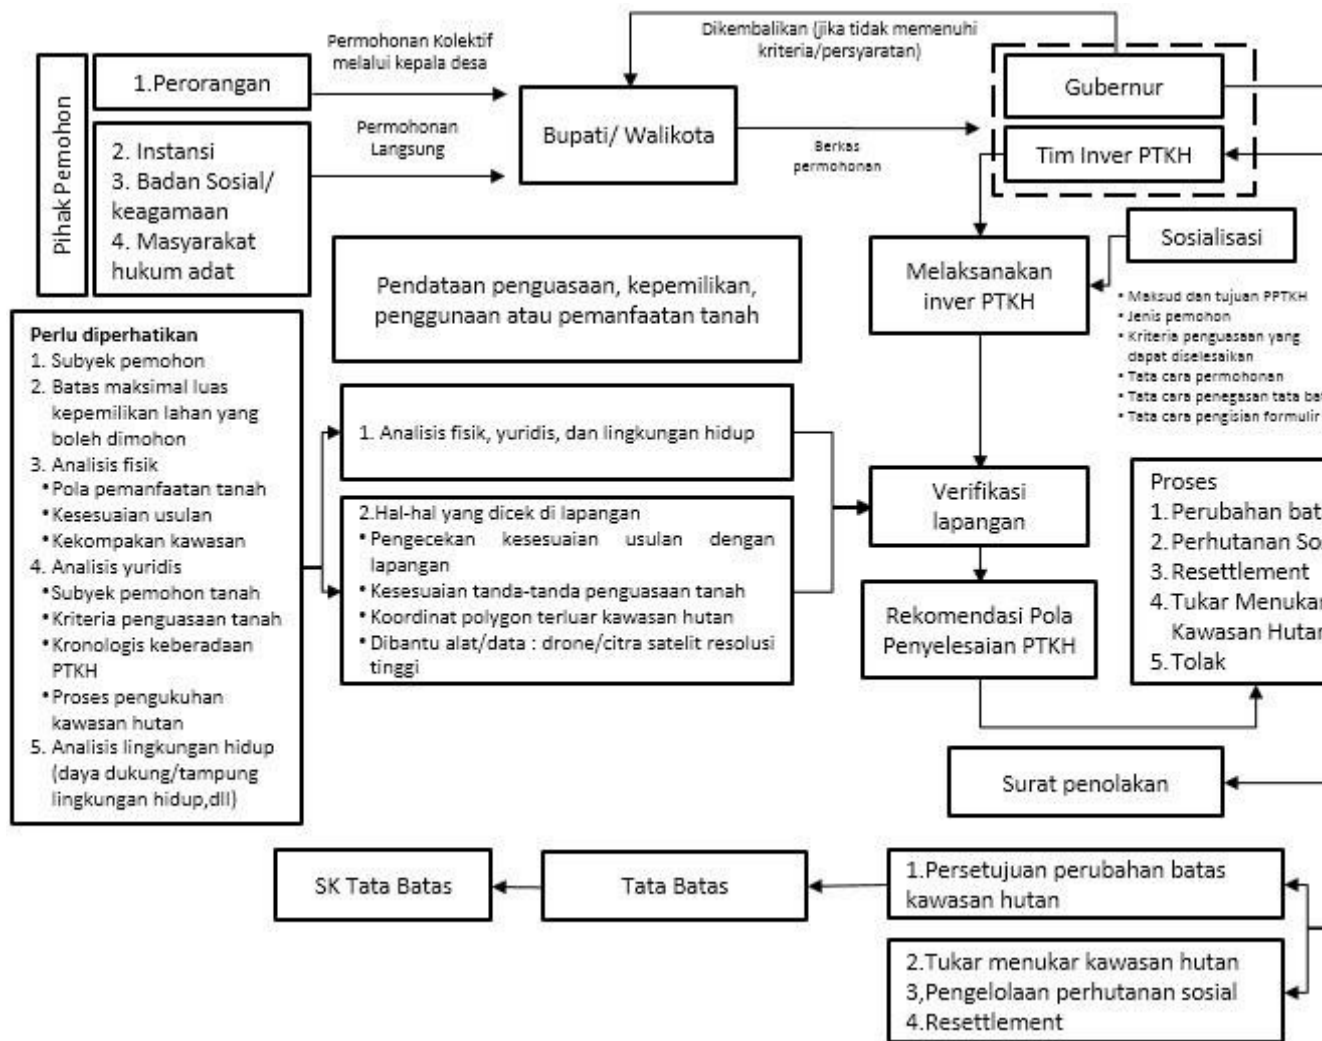 Pihak Pemohon
1.Perorangan
2. Instansi
3. Badan Sosial/
keagamaan
4. Masyarakat
hukum adat
Permohonan Kolektif
melalui kepala desa
Permohonan
Langsung
Bupati/ Walikota
Dikembalikan (jika tidak memenuhi
kriteria/persyaratan)
Berkas
permohonan
Gubernur
Tim Inver PTKH
Sosialisasi
Melaksanakan
inver PTKH
• Maksud dan tujuan PPTKH
• Jenis pemohon
• Kriteria penguasaan yang
dapat diselesaikan
• Tata cara permohonan
• Tata cara penegasan tata bat
• Tata cara pengisian formulir
Pendataan penguasaan, kepemilikan,
penggunaan atau pemanfaatan tanah
Perlu diperhatikan
1. Subyek pemohon
2. Batas maksimal luas
kepemilikan lahan yang
boleh dimohon
3. Analisis fisik
• Pola pemanfaatan tanah
• Kesesuaian usulan
• Kekompakan kawasan
4. Analisis yuridis
• Subyek pemohon tanah
• Kriteria penguasaan tanah
• Kronologis keberadaan
PTKH
• Proses pengukuhan
kawasan hutan
5. Analisis lingkungan hidup
(daya dukung/tampung
lingkungan hidup,dll)
1. Analisis fisik, yuridis, dan lingkungan hidup
2.Hal-hal yang dicek di lapangan
• Pengecekan kesesuaian usulan dengan
lapangan
• Kesesuaian tanda-tanda penguasaan tanah
• Koordinat polygon terluar kawasan hutan
• Dibantu alat/data : drone/citra satelit resolusi
tinggi
Verifikasi
lapangan
Rekomendasi Pola
Penyelesaian PTKH
Proses
1. Perubahan bat
2. Perhutanan So
3. Resettlement
4. Tukar Menukar
Kawasan Hutan
5. Tolak
Surat penolakan
SK Tata Batas
Tata Batas
1.Persetujuan perubahan batas
kawasan hutan
2.Tukar menukar kawasan hutan
3,Pengelolaan perhutanan sosial
4.Resettlement